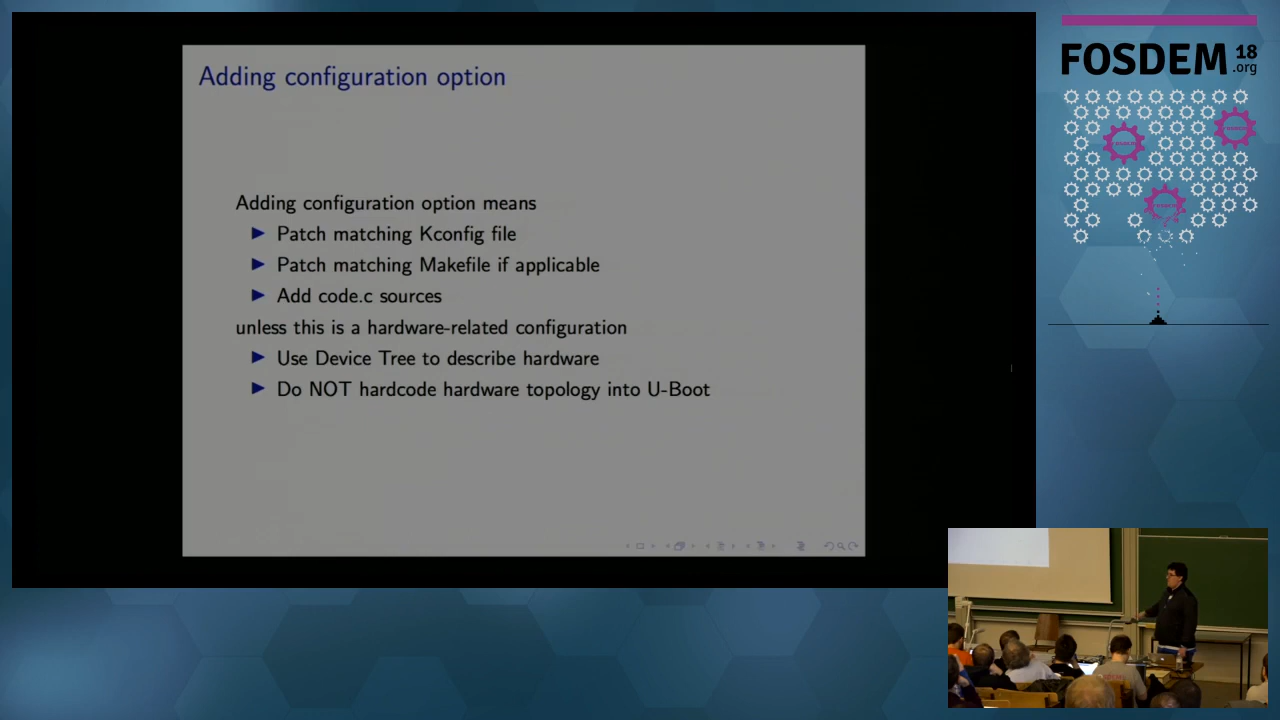 Adding configuration option
Adding configuration option means
Patch matching Kconfig file
Patch matching Makefile if applicable
Add code.c sources
unless this is a hardware-related configuration
Use Device Tree to describe hardware
Do NOT hardcode hardware topology into U-Boot
FOSDEM 18
.org